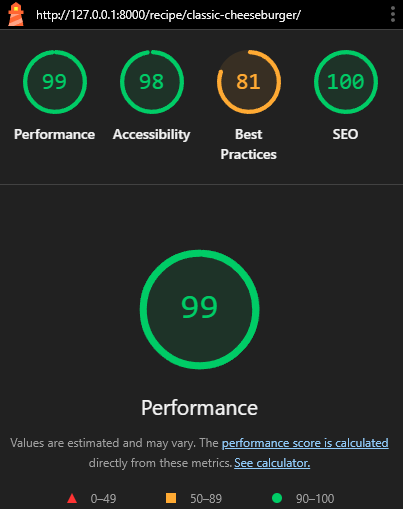 http://127.0.0.1:8000/recipe/classic-cheeseburger/
99 98 81 100
Performance Accessibility Best Practices SEO
99
Performance
Values are estimated and may vary. The performance score is calculated
directly from these metrics. See calculator.
0–49 50–89 90–100